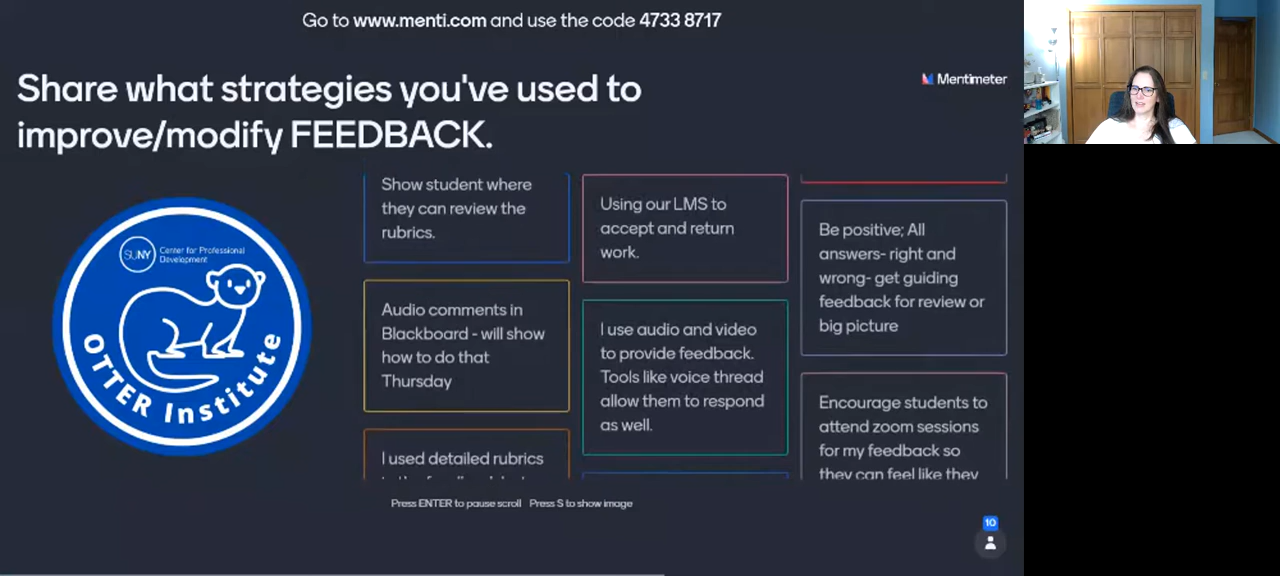 Go to www.menti.com and use the code 4733 8717
Share what strategies you've used to
improve/modify FEEDBACK.
Mentimeter
SUNY
Center for Professional
Development
OTTER Institute
Show student where
they can review the
rubrics.
Audio comments in
Blackboard - will show
how to do that
Thursday
I used detailed rubrics
Using our LMS to
accept and return
work.
I use audio and video
to provide feedback.
Tools like voice thread
allow them to respond
as well.
Be positive; All
answers- right and
wrong- get guiding
feedback for review or
big picture
Encourage students to
attend zoom sessions
for my feedback so
they can feel like they
Press ENTER to pause scroll Press S to show image
10